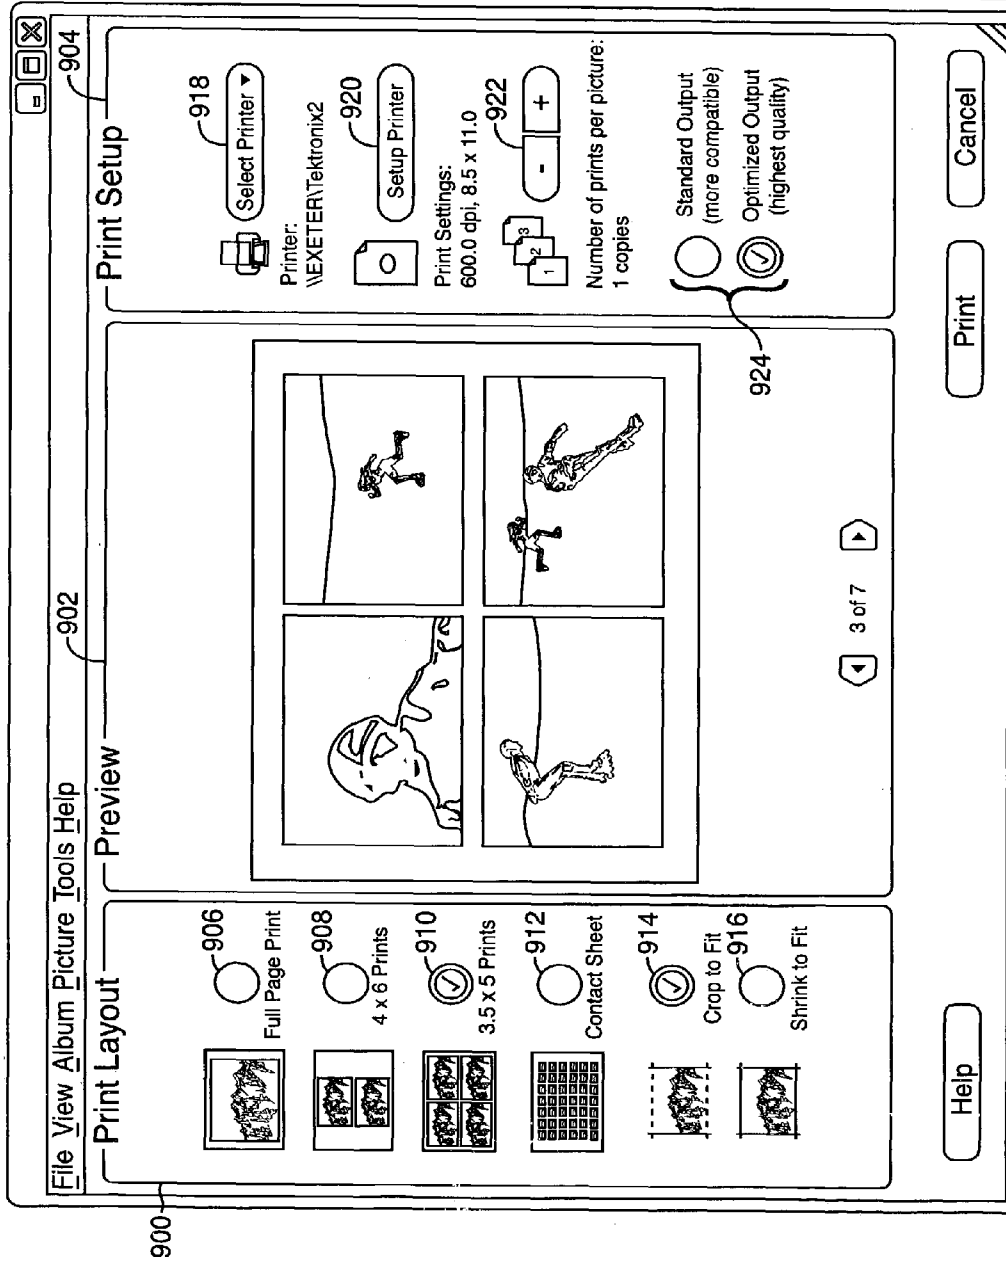 File View Album Picture Tools Help
900
Print Layout
906
Full Page Print
908
4 x 6 Prints
910
3.5 x 5 Prints
912
Contact Sheet
914
Crop to Fit
916
Shrink to Fit
902
Preview
3 of 7
904
Print Setup
918
Select Printer
Printer:
\\EXETER\Tektronix2
920
Setup Printer
Print Settings:
600.0 dpi, 8.5 x 11.0
922
1
2
3
- +
Number of prints per picture:
1 copies
924
Standard Output
(more compatible)
Optimized Output
(highest quality)
Help
Print
Cancel